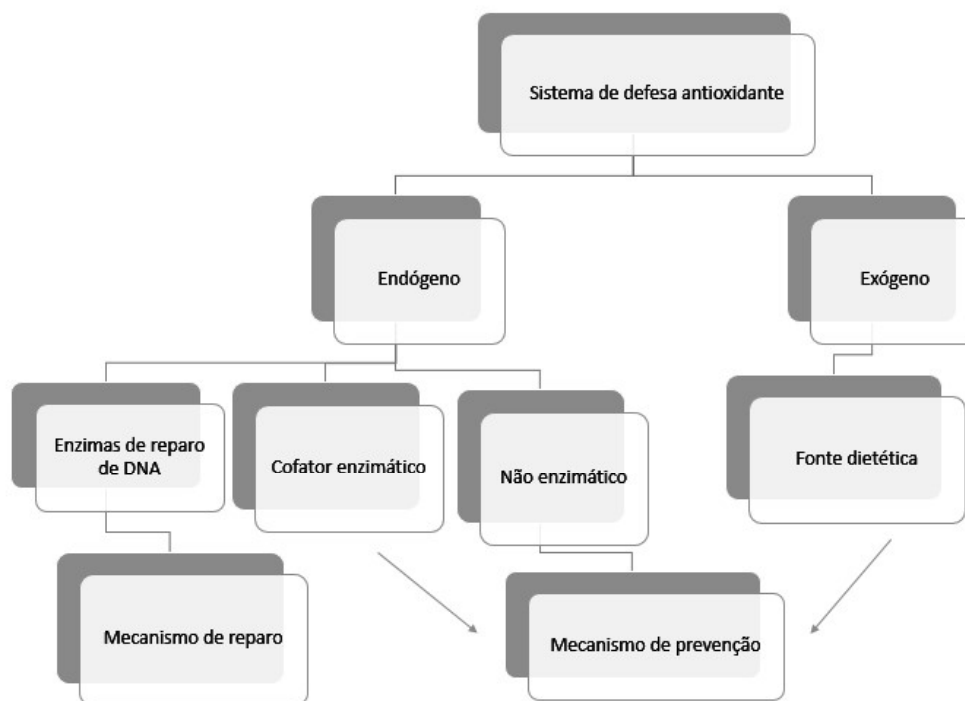 Sistema de defesa antioxidante
Endógeno
Exógeno
Enzimas de reparo
de DNA
Cofator enzimático
Não enzimático
Fonte dietética
Mecanismo de reparo
Mecanismo de prevenção